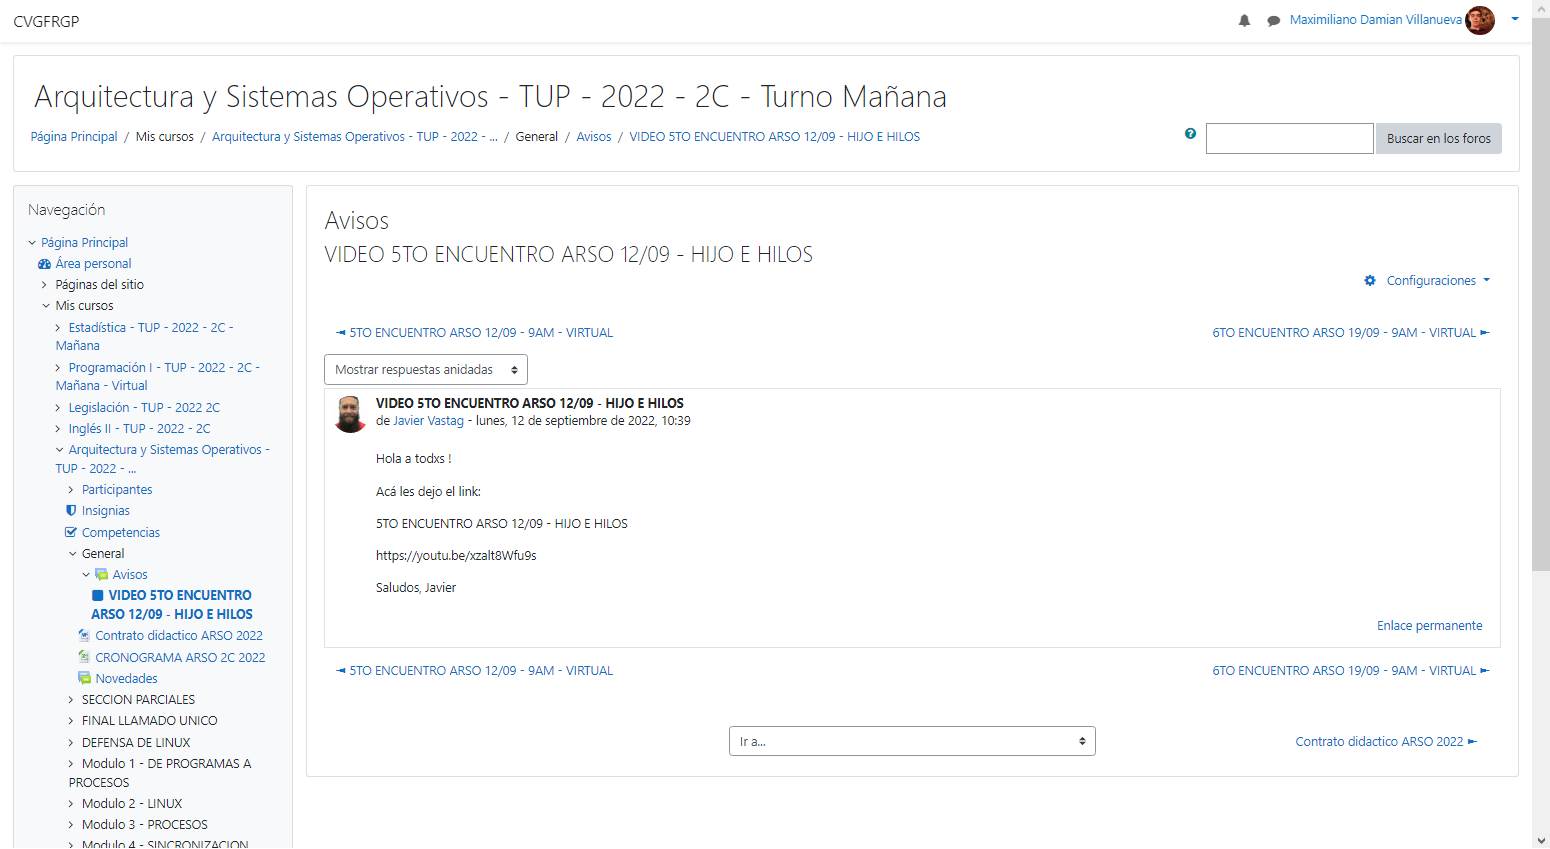 CVGFRGP
Maximiliano Damian Villanueva
Arquitectura y Sistemas Operativos - TUP - 2022 - 2C - Turno Mañana
Página Principal / Mis cursos / Arquitectura y Sistemas Operativos - TUP - 2022 - ... / General / Avisos / VIDEO 5TO ENCUENTRO ARSO 12/09 - HIJO E HILOS
Buscar en los foros
Navegación
Página Principal
Área personal
Páginas del sitio
Mis cursos
Estadística - TUP - 2022 - 2C -
Mañana
Programación I - TUP - 2022 - 2C -
Mañana - Virtual
Legislación - TUP - 2022 2C
Inglés II - TUP - 2022 - 2C
Arquitectura y Sistemas Operativos -
TUP - 2022 - ...
Participantes
Insignias
Competencias
General
Avisos
VIDEO 5TO ENCUENTRO
ARSO 12/09 - HIJO E HILOS
Contrato didactico ARSO 2022
CRONOGRAMA ARSO 2C 2022
Novedades
SECCION PARCIALES
FINAL LLAMADO UNICO
DEFENSA DE LINUX
Modulo 1 - DE PROGRAMAS A
PROCESOS
Modulo 2 - LINUX
Modulo 3 - PROCESOS
Modulo 4 - SINCRONIZACION
Avisos
VIDEO 5TO ENCUENTRO ARSO 12/09 - HIJO E HILOS
Configuraciones
◄ 5TO ENCUENTRO ARSO 12/09 - 9AM - VIRTUAL
6TO ENCUENTRO ARSO 19/09 - 9AM - VIRTUAL ►
Mostrar respuestas anidadas
VIDEO 5TO ENCUENTRO ARSO 12/09 - HIJO E HILOS
de Javier Vastag - lunes, 12 de septiembre de 2022, 10:39
Hola a todxs !
Acá les dejo el link:
5TO ENCUENTRO ARSO 12/09 - HIJO E HILOS
https://youtu.be/xzalt8Wfu9s
Saludos, Javier
Enlace permanente
◄ 5TO ENCUENTRO ARSO 12/09 - 9AM - VIRTUAL
6TO ENCUENTRO ARSO 19/09 - 9AM - VIRTUAL ►
Ir a...
Contrato didactico ARSO 2022 ►